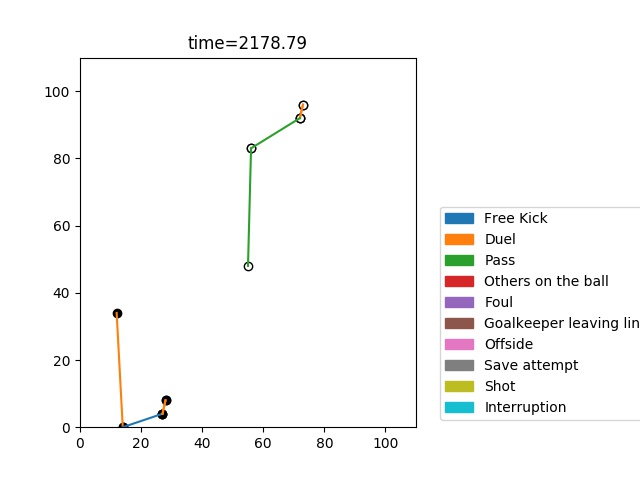 time=2178.79
100
80
60
40
20
0
0 20 40 60 80 100
Free Kick
Duel
Pass
Others on the ball
Foul
Goalkeeper leaving lin
Offside
Save attempt
Shot
Interruption